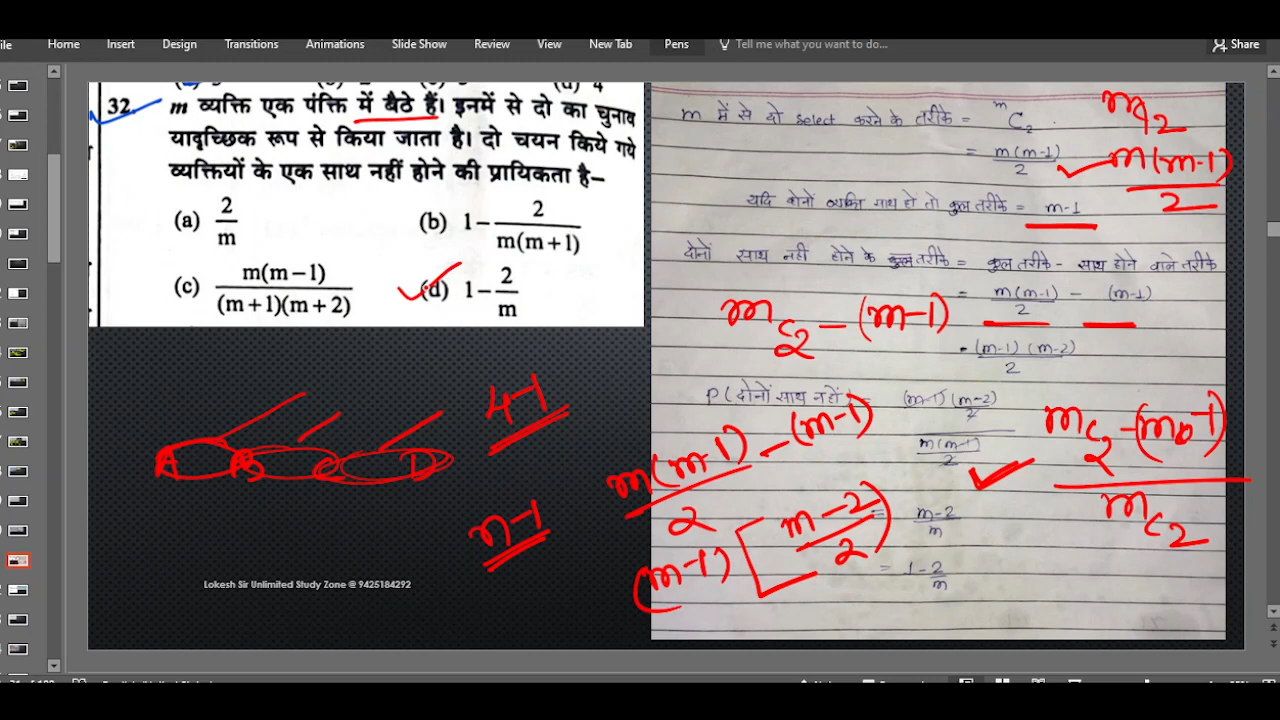 File Home Insert Design Transitions Animations Slide Show Review View New Tab Pens Tell me what you want to do... Share
(d) 4
32. m व्यक्ति एक पंक्ति में बैठे हैं। इनमें से दो का चुनाव
यादृच्छिक रूप से किया जाता है। दो चयन किये गये
व्यक्तियों के एक साथ नहीं होने की प्रायिकता है–
(a) 2/m (b) 1- 2/m(m+1)
(c) m(m-1)/(m+1)(m+2) (d) 1- 2/m
A B C D
4-1
n-1
Lokesh Sir Unlimited Study Zone @ 9425184292
m में से दो select करने के तरीके = mC2
= m(m-1)/2
यदि दोनों व्यक्ति साथ हों तो कुल तरीके = m-1
दोनों साथ नही होने के कुल तरीके = कुल तरीके - साथ होने वाले तरीके
= m(m-1)/2 - (m-1)
= (m-1)(m-2)/2
P(दोनों साथ नहीं) = (m-1)(m-2)/2 / m(m-1)/2
= m-2/m
= 1-2/m
mC2
m(m-1)/2
mC2-(m-1)
m(m-1)/2 -(m-1)
(m-1) [m-2/2)
mC2-(m-1)/mC2